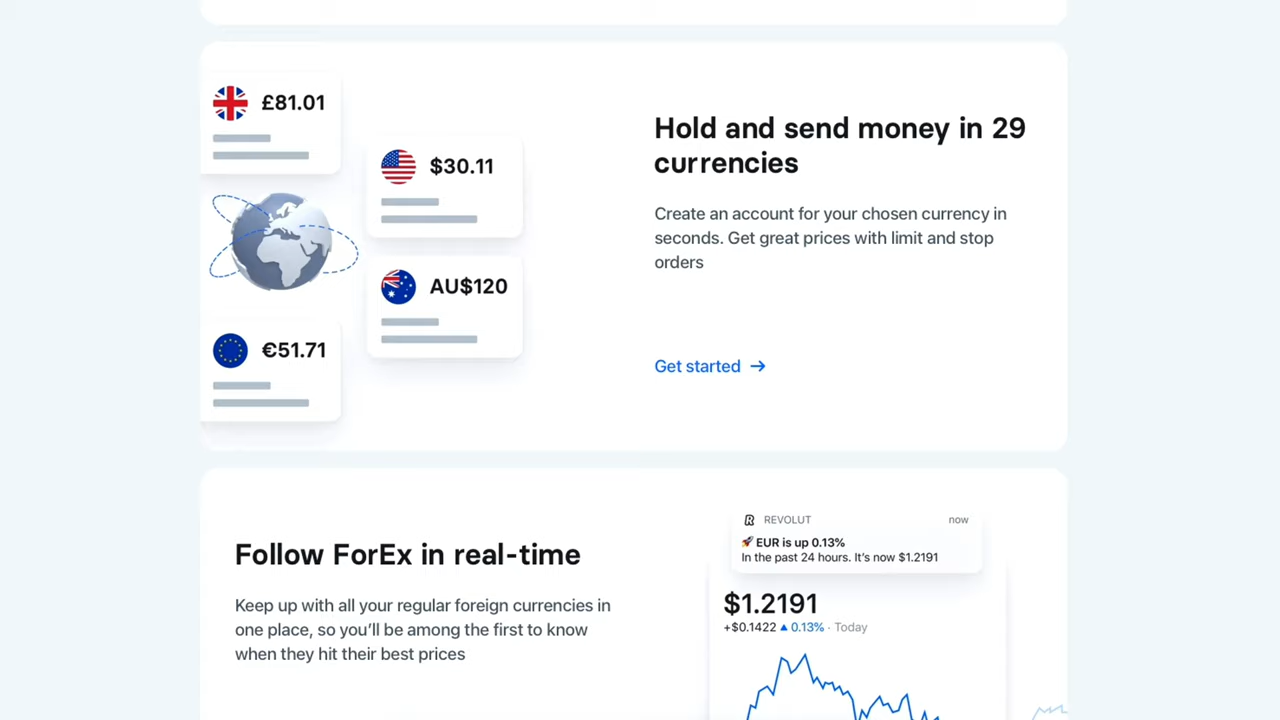 £81.01
$30.11
AU$120
€51.71
Hold and send money in 29
currencies
Create an account for your chosen currency in
seconds. Get great prices with limit and stop
orders
Get started →
Follow ForEx in real-time
Keep up with all your regular foreign currencies in
one place, so you’ll be among the first to know
when they hit their best prices
REVOLUT now
🚀 EUR is up 0.13%
In the past 24 hours. It’s now $1.2191
$1.2191
+$0.1422 ▲ 0.13% · Today